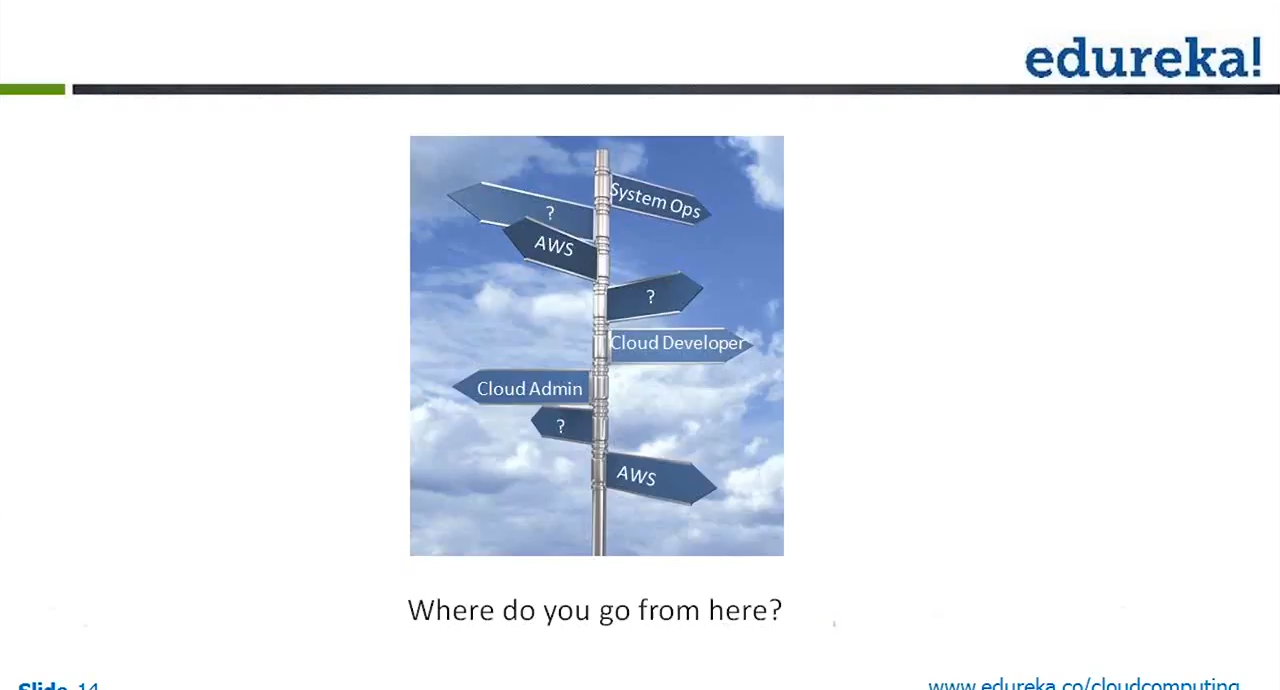 edureka!
System Ops
?
AWS
?
Cloud Developer
Cloud Admin
?
AWS
Where do you go from here?
Slide 14
www.edureka.co/cloudcomputing